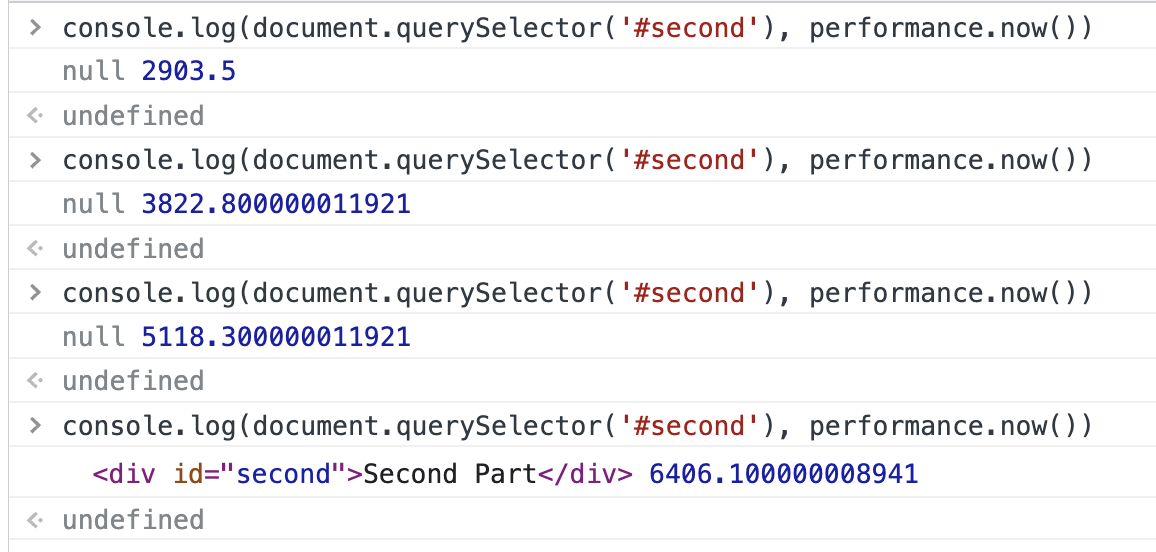 > console.log(document.querySelector('#second'), performance.now())
null 2903.5
undefined
> console.log(document.querySelector('#second'), performance.now())
null 3822.800000011921
undefined
> console.log(document.querySelector('#second'), performance.now())
null 5118.300000011921
undefined
> console.log(document.querySelector('#second'), performance.now())
<div id="second">Second Part</div> 6406.100000008941
undefined